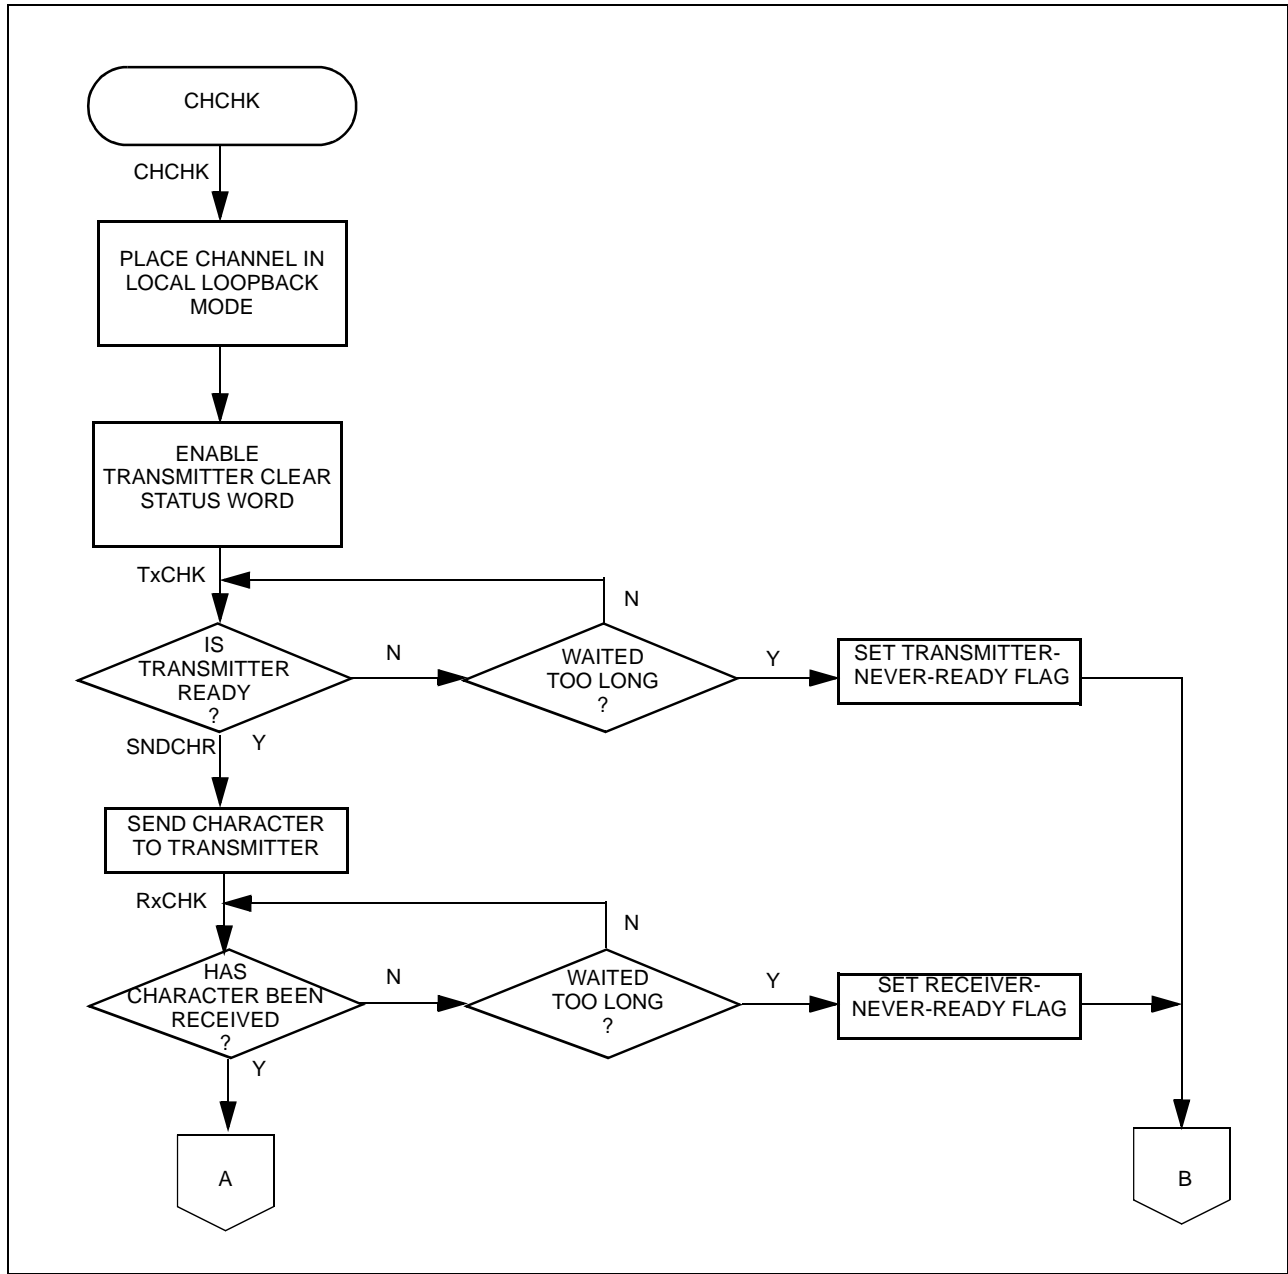 CHCHK
CHCHK
PLACE CHANNEL IN
LOCAL LOOPBACK
MODE
ENABLE
TRANSMITTER CLEAR
STATUS WORD
TxCHK
N
IS
TRANSMITTER
READY
?
N
WAITED
TOO LONG
?
Y
SET TRANSMITTER-
NEVER-READY FLAG
SNDCHR
Y
SEND CHARACTER
TO TRANSMITTER
RxCHK
N
HAS
CHARACTER BEEN
RECEIVED
?
N
WAITED
TOO LONG
?
Y
SET RECEIVER-
NEVER-READY FLAG
Y
A
B